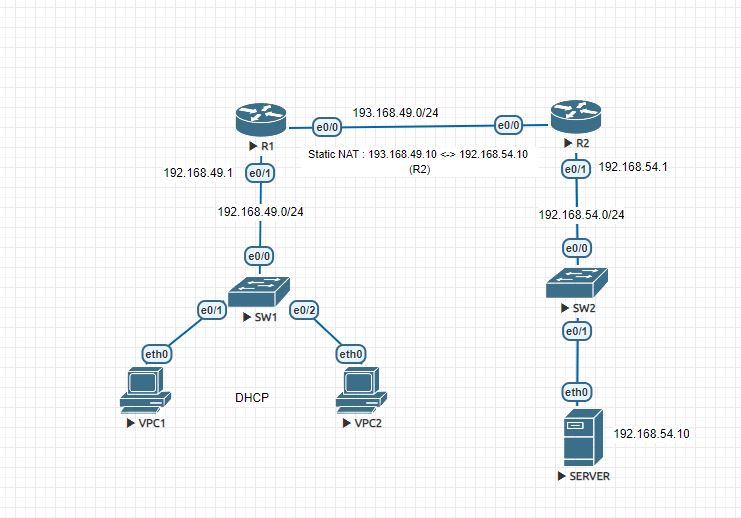 193.168.49.0/24
e0/0
e0/0
R1
R2
Static NAT : 193.168.49.10 <-> 192.168.54.10
(R2)
192.168.49.1
e0/1
e0/1
192.168.54.1
192.168.49.0/24
192.168.54.0/24
e0/0
e0/0
e0/1
SW1
e0/2
SW2
e0/1
eth0
eth0
eth0
DHCP
VPC1
VPC2
192.168.54.10
SERVER